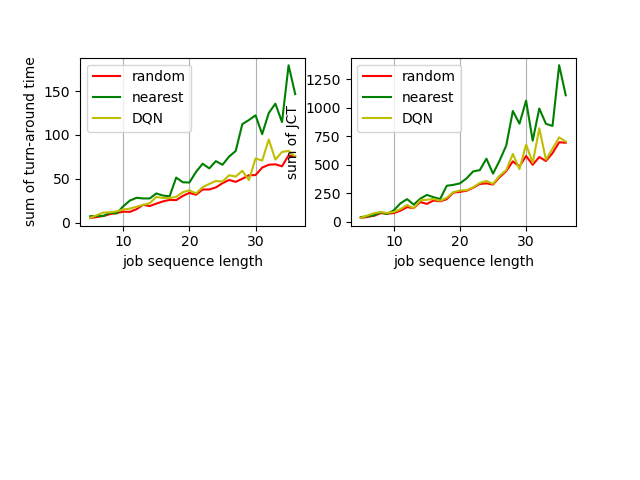 sum of turn-around time
150
100
50
0
random
nearest
DQN
10
20
30
job sequence length
sum of JCT
1250
1000
750
500
250
0
random
nearest
DQN
10
20
30
job sequence length